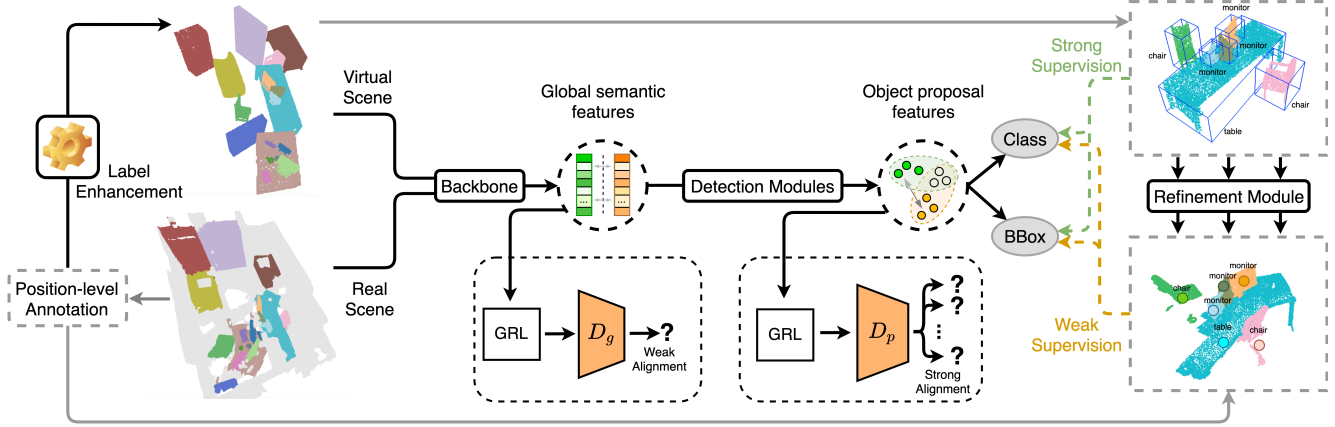 Label
Enhancement
Position-level
Annotation
Virtual
Scene
Real
Scene
Backbone
Global semantic
features
...
...
Detection Modules
Object proposal
features
GRL
D_g
?
Weak
Alignment
GRL
D_p
?
?
⋮
?
Strong
Alignment
Class
BBox
Strong
Supervision
Weak
Supervision
monitor
chair
monitor
monitor
chair
table
Refinement Module
monitor
monitor
chair
monitor
table
chair